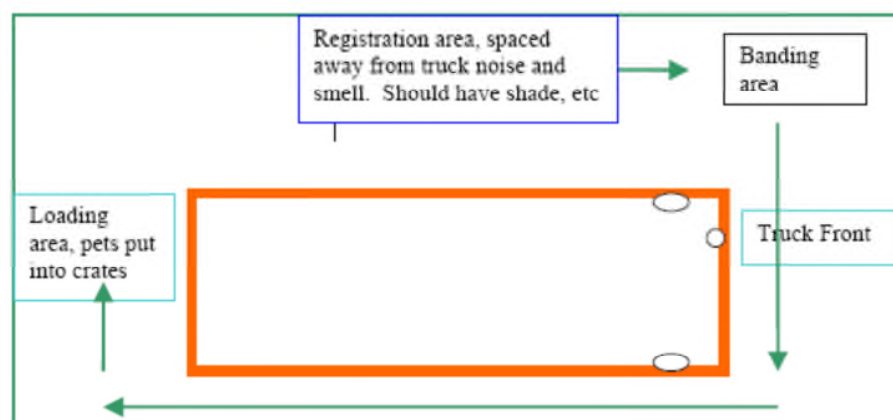 Registration area, spaced
away from truck noise and
smell.  Should have shade, etc
Banding
area
Loading
area, pets put
into crates
Truck Front